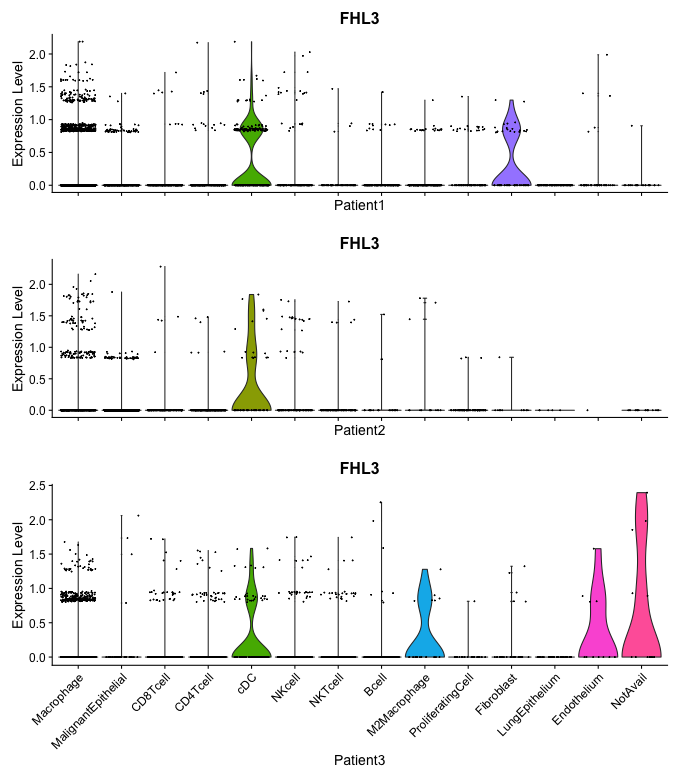 FHL3
Expression Level
2.0
1.5
1.0
0.5
0.0
Patient1
FHL3
Expression Level
2.0
1.5
1.0
0.5
0.0
Patient2
FHL3
Expression Level
2.5
2.0
1.5
1.0
0.5
0.0
Macrophage
MalignantEpithelial
CD8Tcell
CD4Tcell
cDC
NKcell
NKTcell
Bcell
M2Macrophage
ProliferatingCell
Fibroblast
LungEpithelium
Endothelium
NotAvail
Patient3